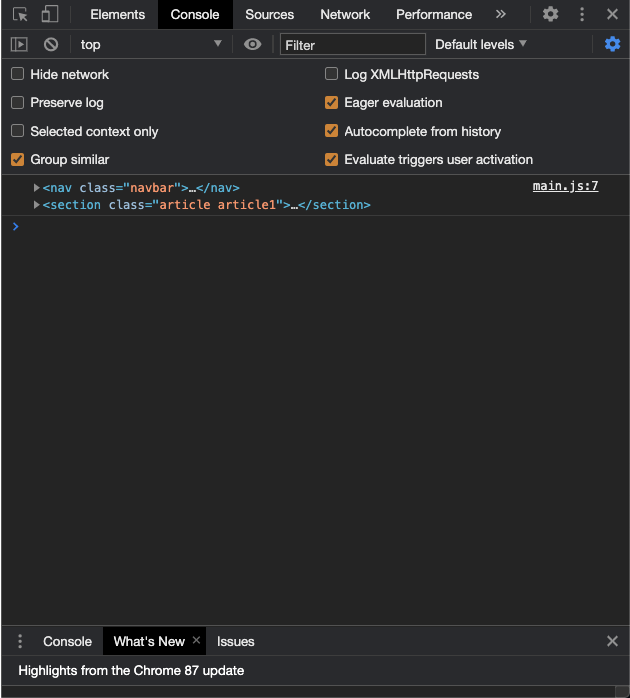 Elements Console Sources Network Performance »
top Filter Default levels
Hide network Log XMLHttpRequests
Preserve log Eager evaluation
Selected context only Autocomplete from history
Group similar Evaluate triggers user activation
<nav class="navbar">…</nav> main.js:7
<section class="article article1">…</section>
Console What's New Issues
Highlights from the Chrome 87 update